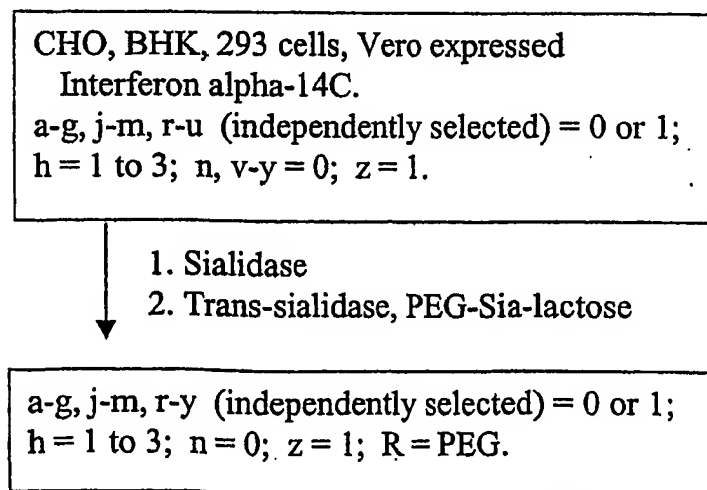 CHO, BHK, 293 cells, Vero expressed
Interferon alpha-14C.
a-g, j-m, r-u (independently selected) = 0 or 1;
h = 1 to 3; n, v-y = 0; z = 1.
1. Sialidase
2. Trans-sialidase, PEG-Sia-lactose
a-g, j-m, r-y (independently selected) = 0 or 1;
h = 1 to 3; n = 0; z = 1; R = PEG.